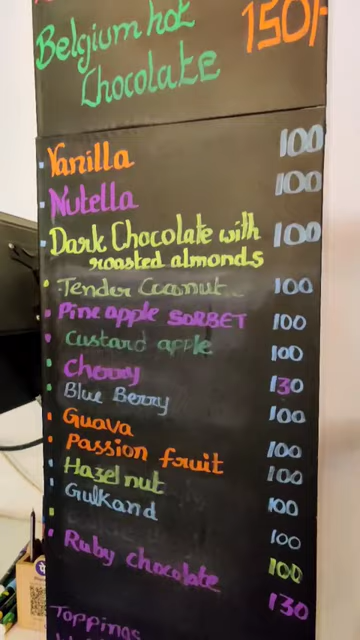 Belgium hot 150/-
Chocolate
Vanilla 100
Nutella 100
Dark Chocolate with 100
roasted almonds
Tender Cocanut 100
Pine apple SORBET 100
Custard apple 100
Cherry 130
Blue Berry 100
Guava 100
Passion fruit 100
Hazel nut 100
Gulkand 100
100
Ruby chocolate 130
Toppings